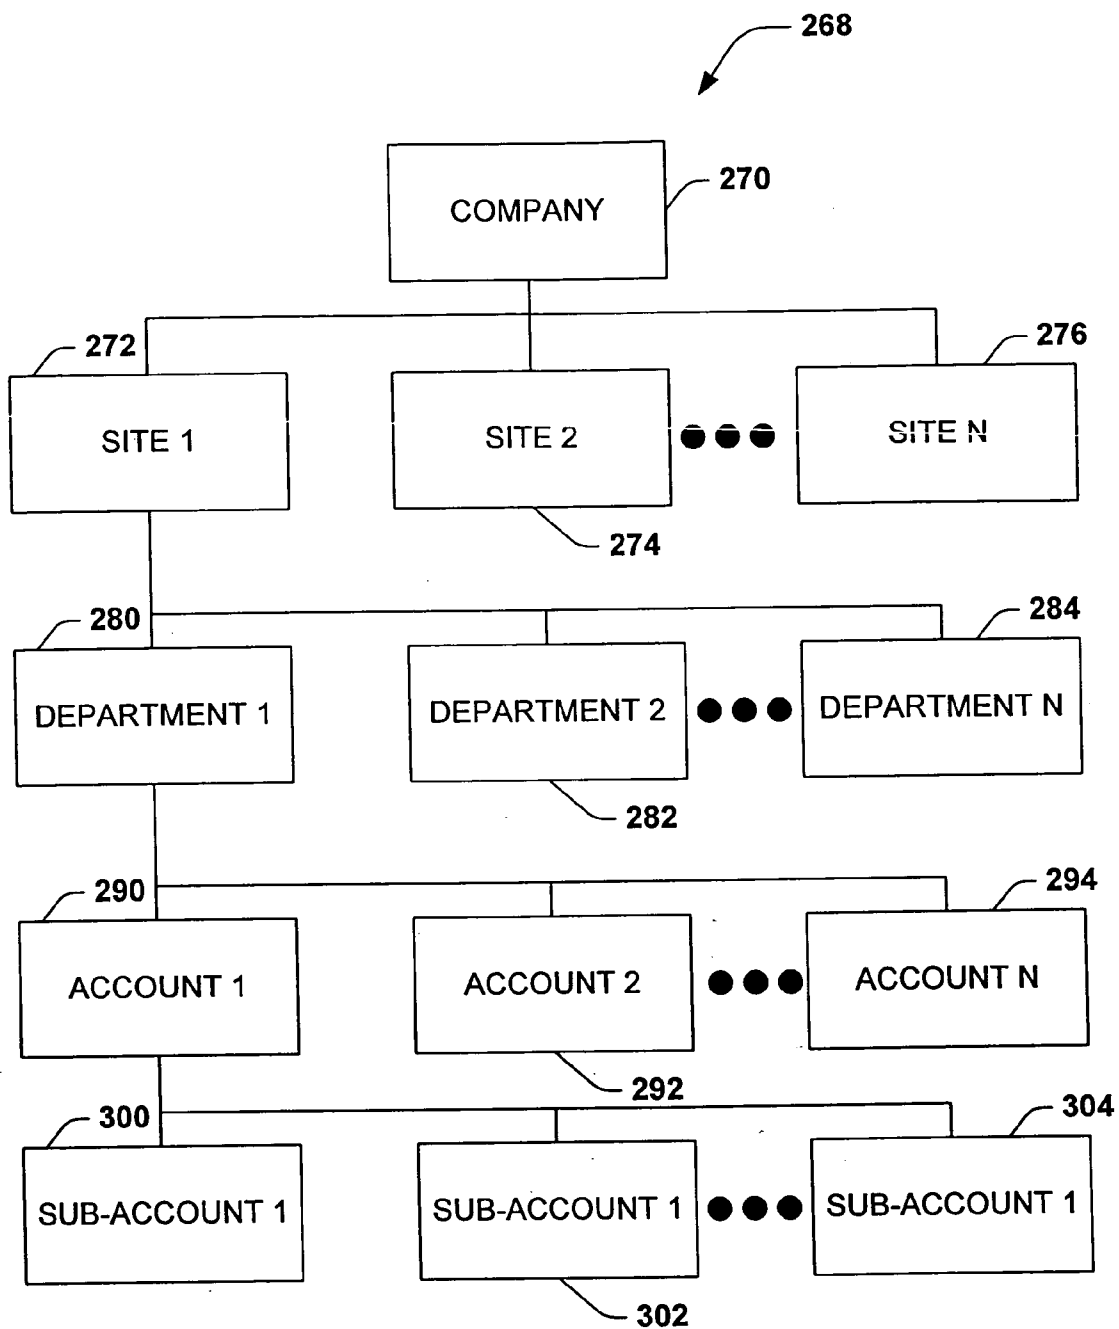 268
COMPANY
270
272
276
SITE 1
SITE 2
SITE N
274
280
284
DEPARTMENT 1
DEPARTMENT 2
DEPARTMENT N
282
290
294
ACCOUNT 1
ACCOUNT 2
ACCOUNT N
292
300
304
SUB-ACCOUNT 1
SUB-ACCOUNT 1
SUB-ACCOUNT 1
302